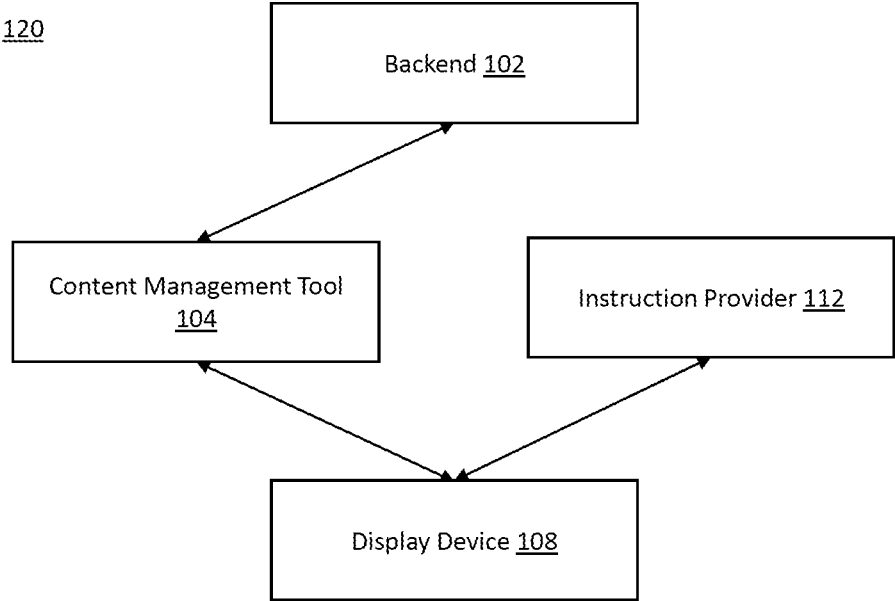 120
Backend 102
Content Management Tool
104
Instruction Provider 112
Display Device 108